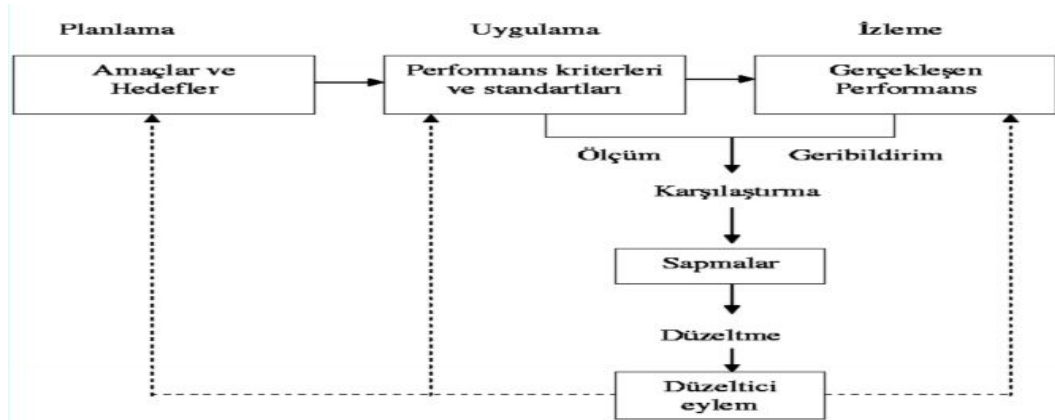 Planlama
Uygulama
İzleme
Amaçlar ve
Hedefler
Performans kriterleri
ve standartları
Gerçekleşen
Performans
Ölçüm
Geribildirim
Karşılaştırma
Sapmalar
Düzeltme
Düzeltici
eylem